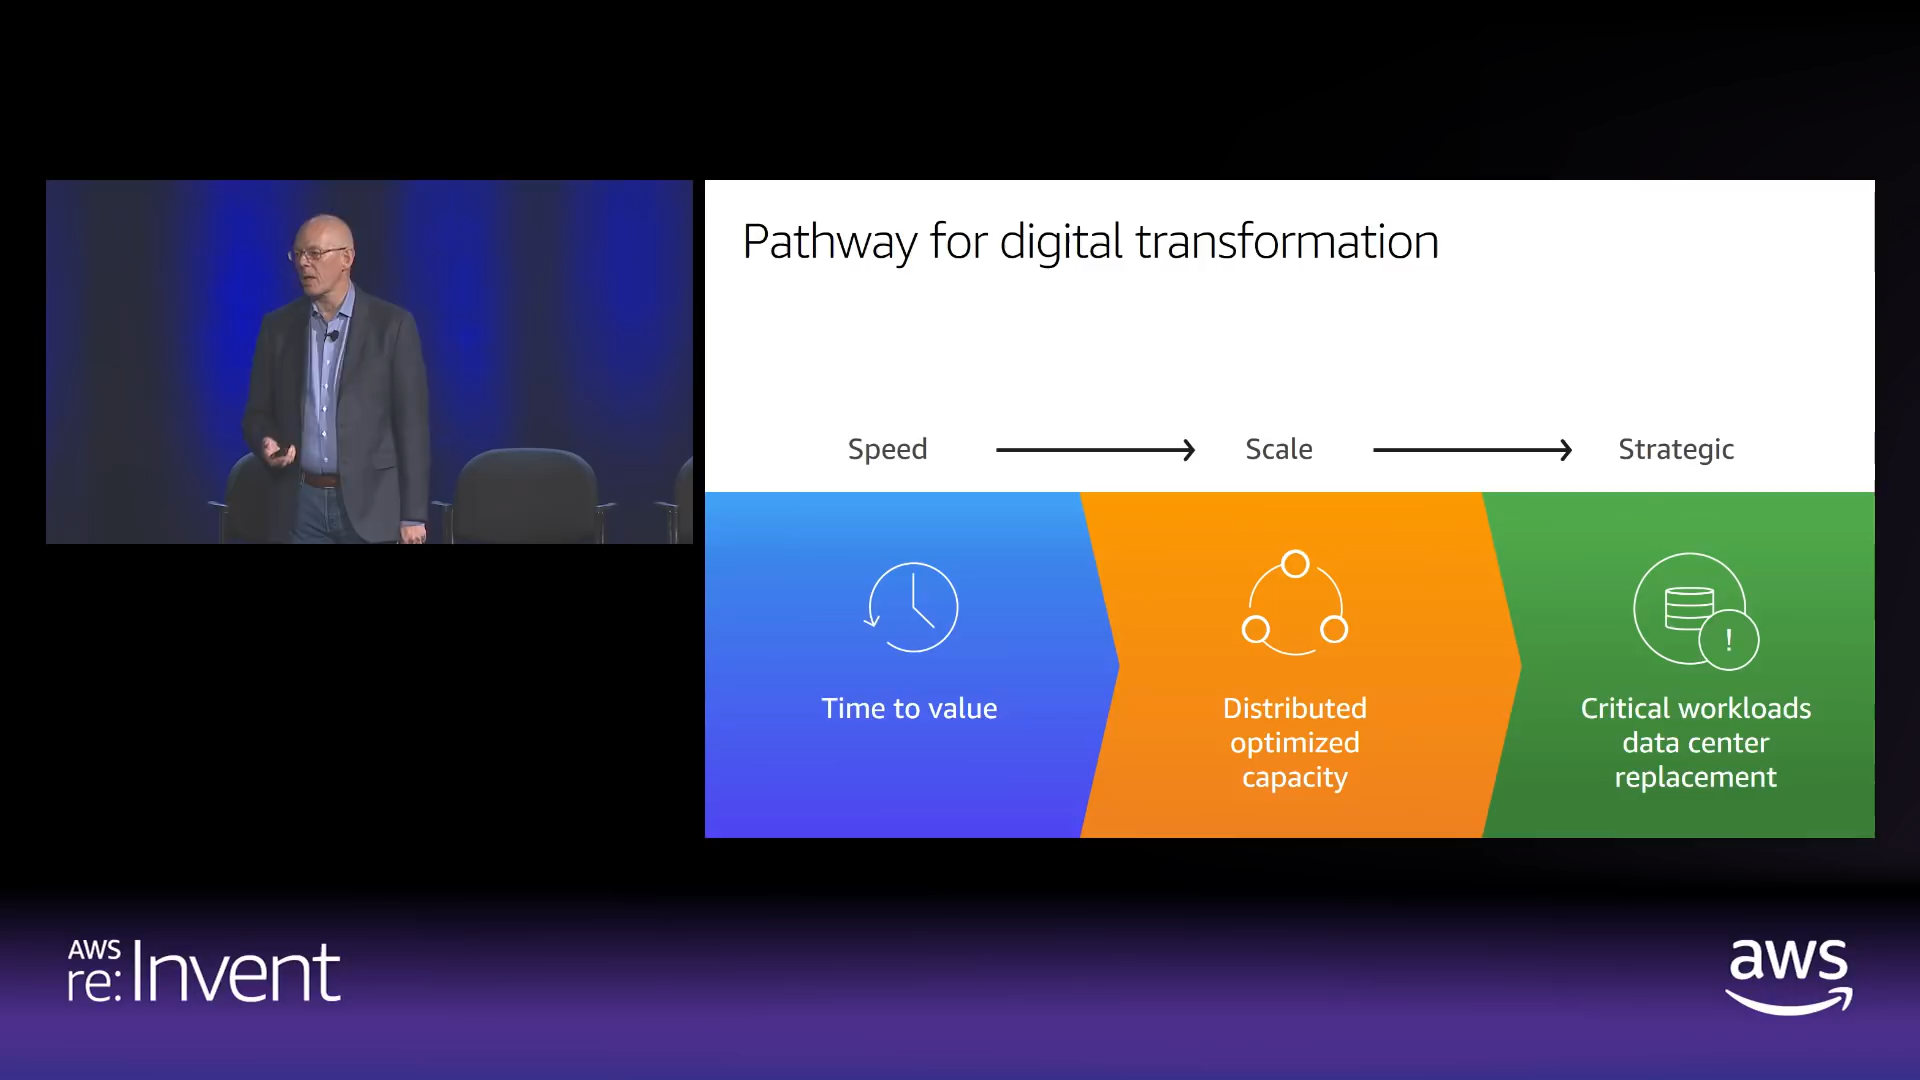 Pathway for digital transformation
Speed
Scale
Strategic
Time to value
Distributed
optimized
capacity
!
Critical workloads
data center
replacement
AWS
re:Invent
aws